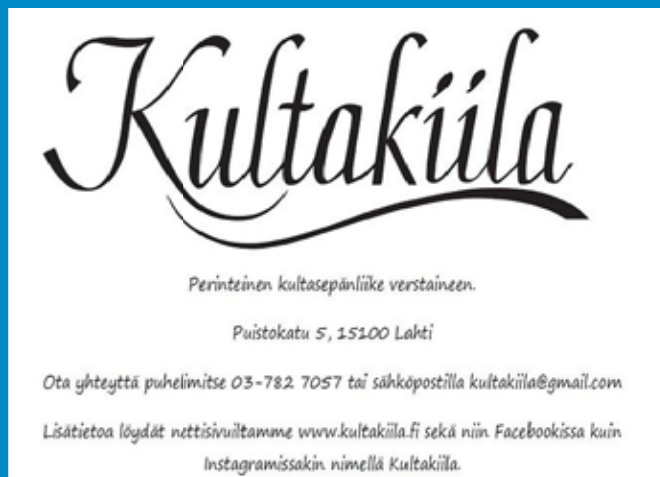 Kultakiila
Perinteinen kultasepänliike verstaineen.
Puistokatu 5, 15100 Lahti
Ota yhteyttä puhelimitse 03-782 7057 tai sähköpostilla kultakiila@gmail.com
Lisätietoa löydät nettisivuiltamme www.kultakiila.fi sekä niin Facebookissa kuin
Instagramissakin nimellä Kultakiila.